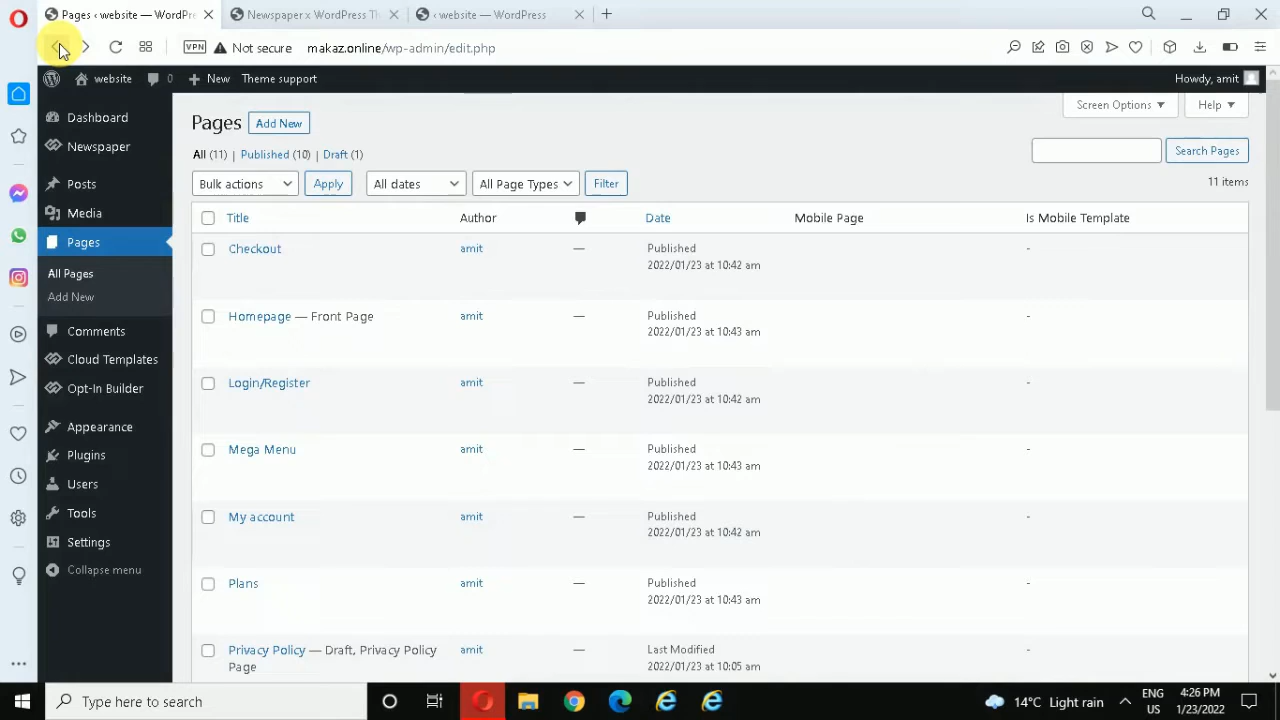 Pages ‹ website — WordPre
Newspaper x WordPress Th
‹ website — WordPress
VPN
Not secure
makaz.online/wp-admin/edit.php
website
0
New
Theme support
Howdy, amit
Dashboard
Newspaper
Posts
Media
Pages
All Pages
Add New
Comments
Cloud Templates
Opt-In Builder
Appearance
Plugins
Users
Tools
Settings
Collapse menu
Screen Options
Help
Pages
Add New
All (11) | Published (10) | Draft (1)
Search Pages
Bulk actions
Apply
All dates
All Page Types
Filter
11 items
Title
Author
Date
Mobile Page
Is Mobile Template
Checkout
amit
—
Published
2022/01/23 at 10:42 am
-
Homepage — Front Page
amit
—
Published
2022/01/23 at 10:43 am
-
Login/Register
amit
—
Published
2022/01/23 at 10:42 am
-
Mega Menu
amit
—
Published
2022/01/23 at 10:43 am
-
My account
amit
—
Published
2022/01/23 at 10:42 am
-
Plans
amit
—
Published
2022/01/23 at 10:43 am
-
Privacy Policy — Draft, Privacy Policy
Page
amit
—
Last Modified
2022/01/23 at 10:05 am
-
Type here to search
14°C Light rain
ENG
US
4:26 PM
1/23/2022